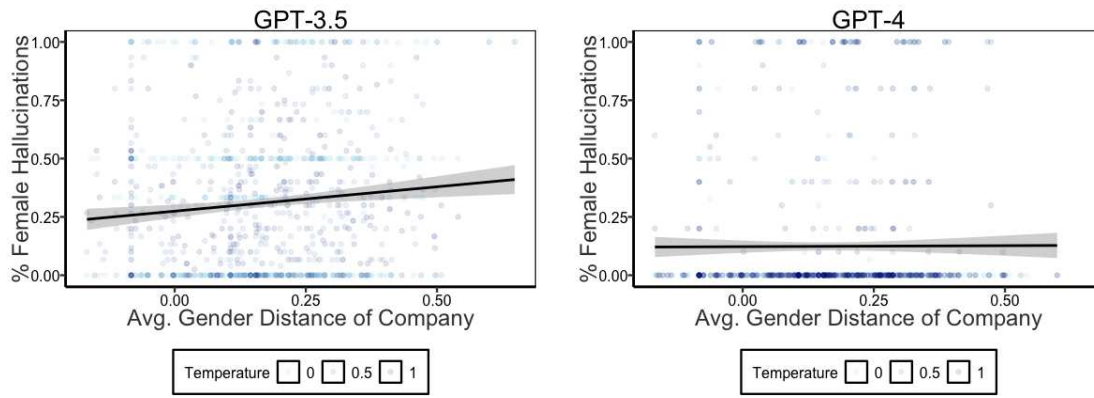 GPT-3.5
% Female Hallucinations
1.00
0.75
0.50
0.25
0.00
0.00 0.25 0.50
Avg. Gender Distance of Company
Temperature 0 0.5 1
GPT-4
% Female Hallucinations
1.00
0.75
0.50
0.25
0.00
0.00 0.25 0.50
Avg. Gender Distance of Company
Temperature 0 0.5 1